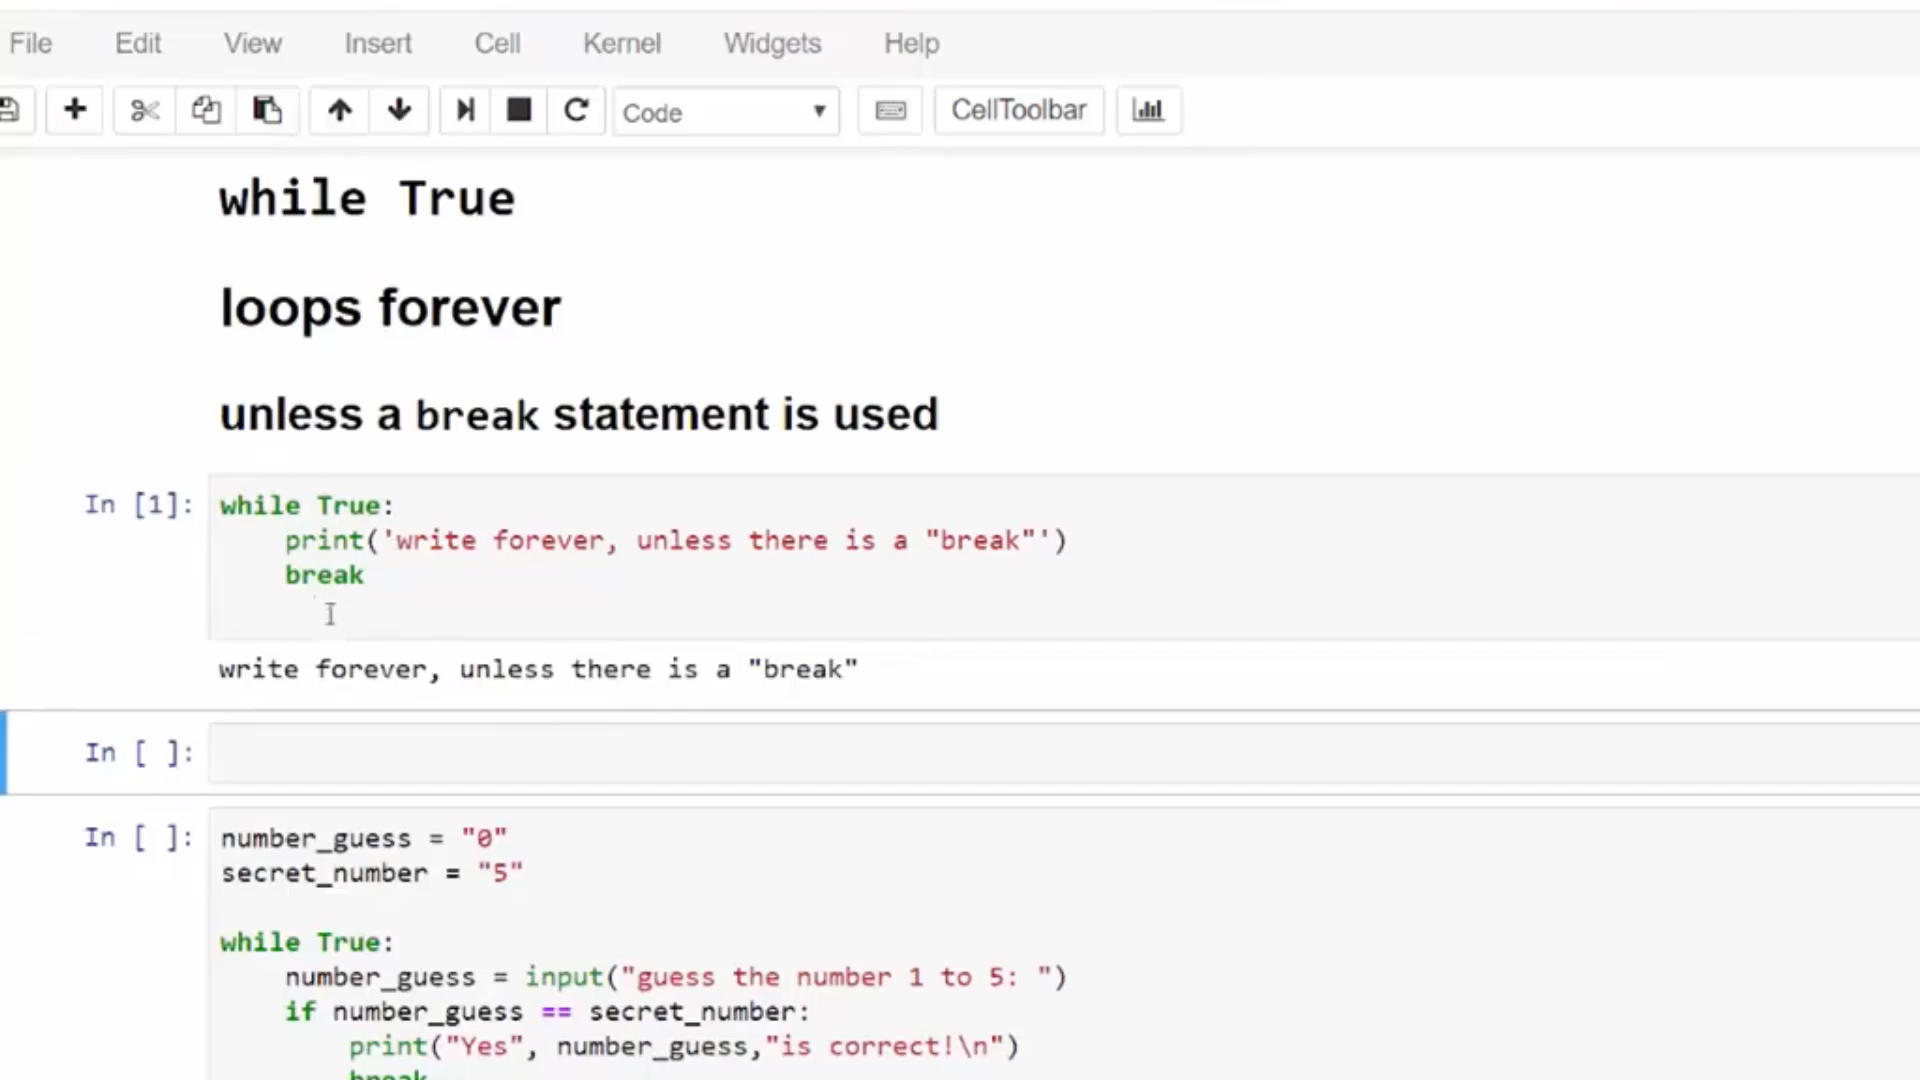 File Edit View Insert Cell Kernel Widgets Help
Code CellToolbar
while True
loops forever
unless a break statement is used
In [1]: while True:
print('write forever, unless there is a "break"')
break
write forever, unless there is a "break"
In [ ]:
In [ ]: number_guess = "0"
secret_number = "5"
while True:
number_guess = input("guess the number 1 to 5: ")
if number_guess == secret_number:
print("Yes", number_guess,"is correct!\n")
break